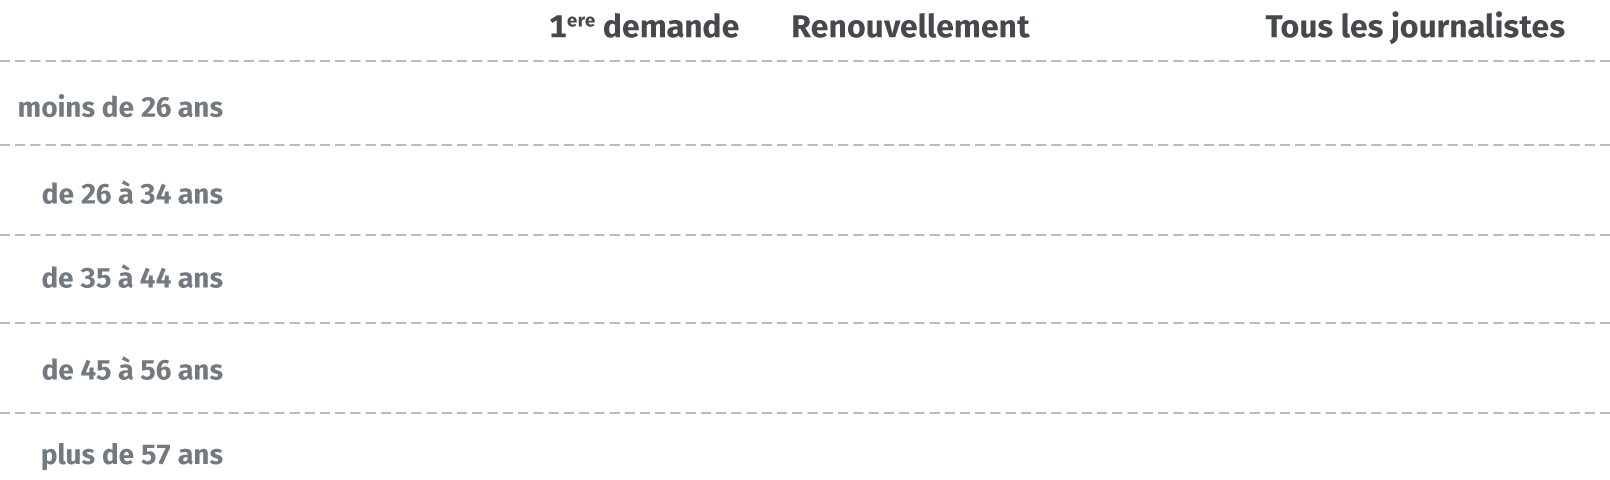 1ere demande Renouvellement Tous les journalistes
moins de 26 ans
de 26 à 34 ans
de 35 à 44 ans
de 45 à 56 ans
plus de 57 ans